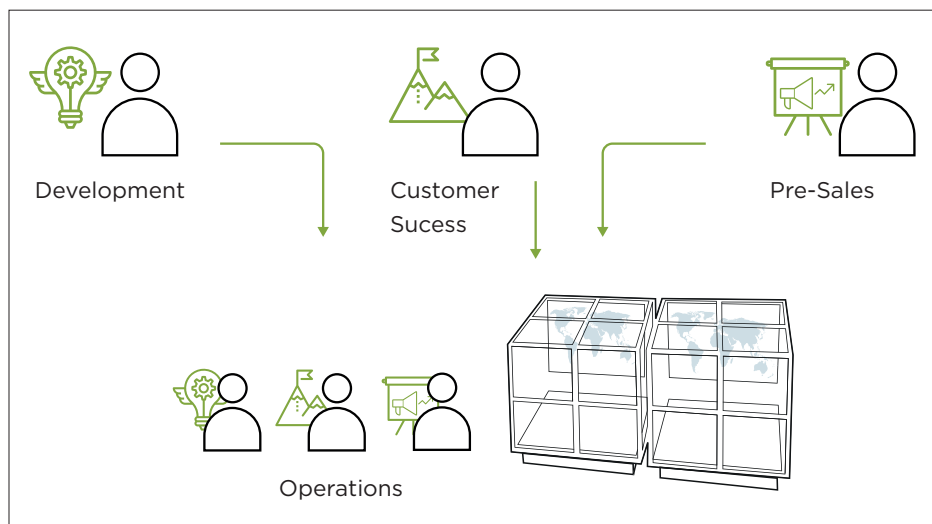 Development
Customer
Sucess
Pre-Sales
Operations